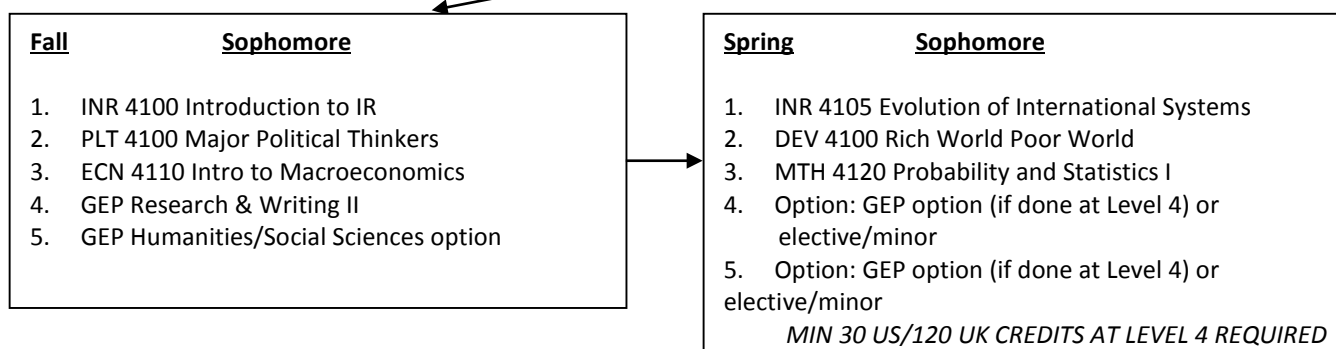 Fall Sophomore
1. INR 4100 Introduction to IR
2. PLT 4100 Major Political Thinkers
3. ECN 4110 Intro to Macroeconomics
4. GEP Research & Writing II
5. GEP Humanities/Social Sciences option
Spring Sophomore
1. INR 4105 Evolution of International Systems
2. DEV 4100 Rich World Poor World
3. MTH 4120 Probability and Statistics I
4. Option: GEP option (if done at Level 4) or
elective/minor
5. Option: GEP option (if done at Level 4) or
elective/minor
MIN 30 US/120 UK CREDITS AT LEVEL 4 REQUIRED